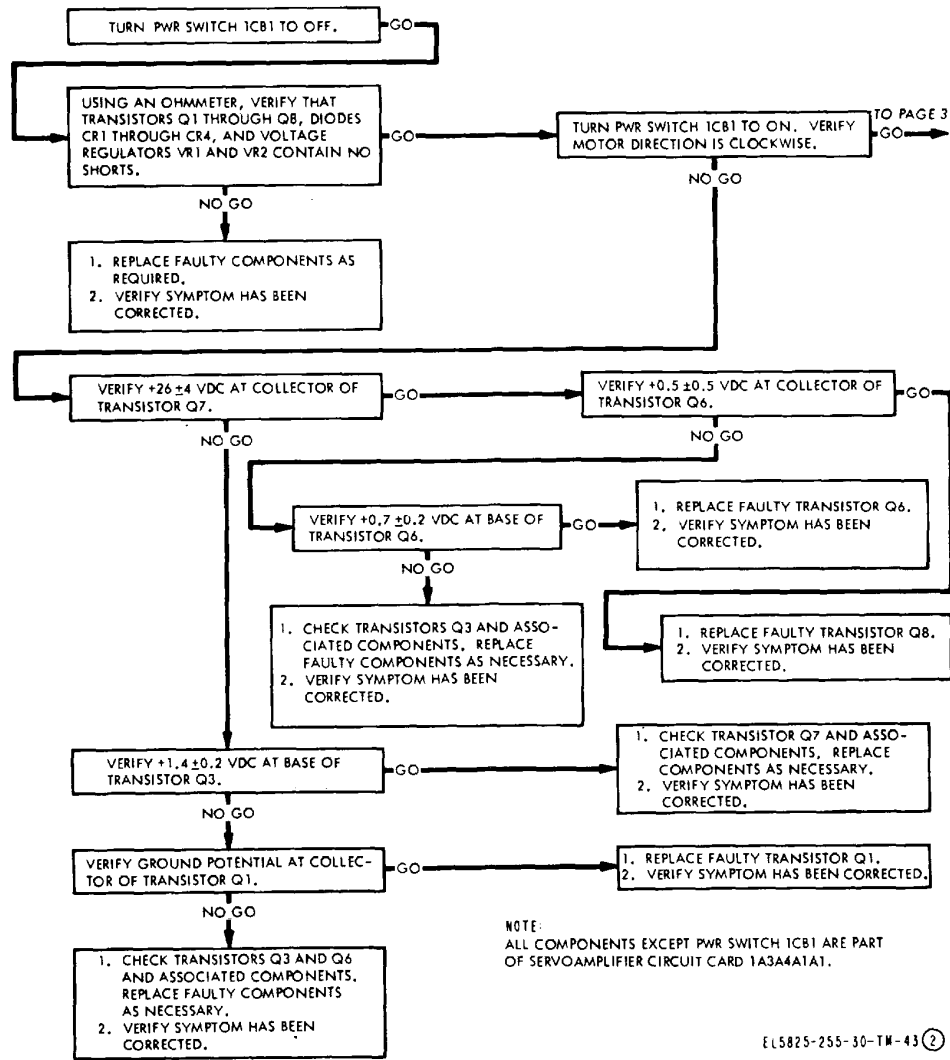 TURN PWR SWITCH 1CB1 TO OFF.
GO
USING AN OHMMETER, VERIFY THAT
TRANSISTORS Q1 THROUGH Q8, DIODES
CR1 THROUGH CR4, AND VOLTAGE
REGULATORS VR1 AND VR2 CONTAIN NO
SHORTS.
GO
TURN PWR SWITCH 1CB1 TO ON. VERIFY
MOTOR DIRECTION IS CLOCKWISE.
TO PAGE 3
GO
NO GO
NO GO
1. REPLACE FAULTY COMPONENTS AS
REQUIRED.
2. VERIFY SYMPTOM HAS BEEN
CORRECTED.
VERIFY +26 ±4 VDC AT COLLECTOR OF
TRANSISTOR Q7.
GO
VERIFY +0.5 ±0.5 VDC AT COLLECTOR OF
TRANSISTOR Q6.
GO
NO GO
NO GO
VERIFY +0.7 ±0.2 VDC AT BASE OF
TRANSISTOR Q6.
GO
1. REPLACE FAULTY TRANSISTOR Q6.
2. VERIFY SYMPTOM HAS BEEN
CORRECTED.
NO GO
1. CHECK TRANSISTORS Q3 AND ASSO-
CIATED COMPONENTS. REPLACE
FAULTY COMPONENTS AS NECESSARY.
2. VERIFY SYMPTOM HAS BEEN
CORRECTED.
1. REPLACE FAULTY TRANSISTOR Q8.
2. VERIFY SYMPTOM HAS BEEN
CORRECTED.
VERIFY +1.4 ±0.2 VDC AT BASE OF
TRANSISTOR Q3.
GO
1. CHECK TRANSISTOR Q7 AND ASSO-
CIATED COMPONENTS. REPLACE
COMPONENTS AS NECESSARY.
2. VERIFY SYMPTOM HAS BEEN
CORRECTED.
NO GO
VERIFY GROUND POTENTIAL AT COLLEC-
TOR OF TRANSISTOR Q1.
GO
1. REPLACE FAULTY TRANSISTOR Q1.
2. VERIFY SYMPTOM HAS BEEN CORRECTED.
NO GO
1. CHECK TRANSISTORS Q3 AND Q6
AND ASSOCIATED COMPONENTS.
REPLACE FAULTY COMPONENTS
AS NECESSARY.
2. VERIFY SYMPTOM HAS BEEN
CORRECTED.
NOTE:
ALL COMPONENTS EXCEPT PWR SWITCH 1CB1 ARE PART
OF SERVOAMPLIFIER CIRCUIT CARD 1A3A4A1A1.
EL5825-255-30-TM-43 ②